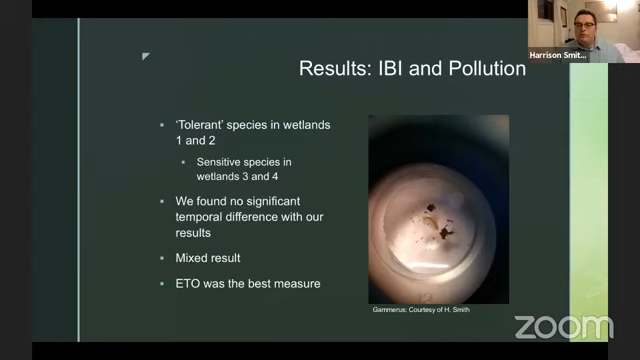 Harrison Smit...
Results: IBI and Pollution
'Tolerant' species in wetlands
1 and 2
Sensitive species in
wetlands 3 and 4
We found no significant
temporal difference with our
results
Mixed result
ETO was the best measure
Gammerus: Courtesy of H. Smith
zoom